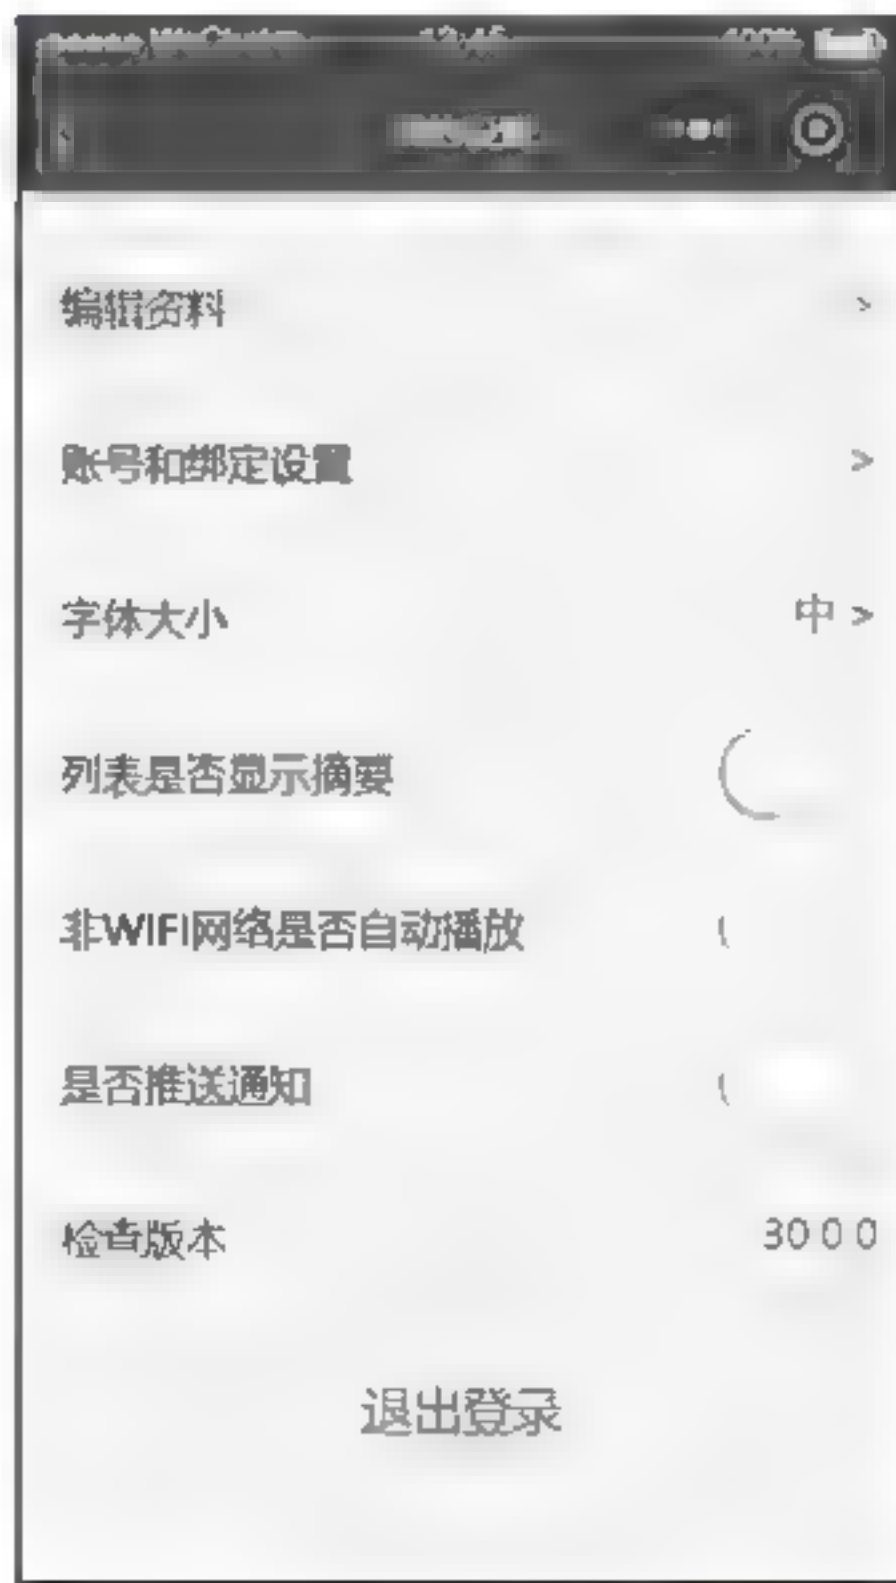 编辑资料
账号和绑定设置
字体大小 中
列表是否显示摘要
非WIFI网络是否自动播放
是否推送通知
检查版本 30 0 0
退出登录